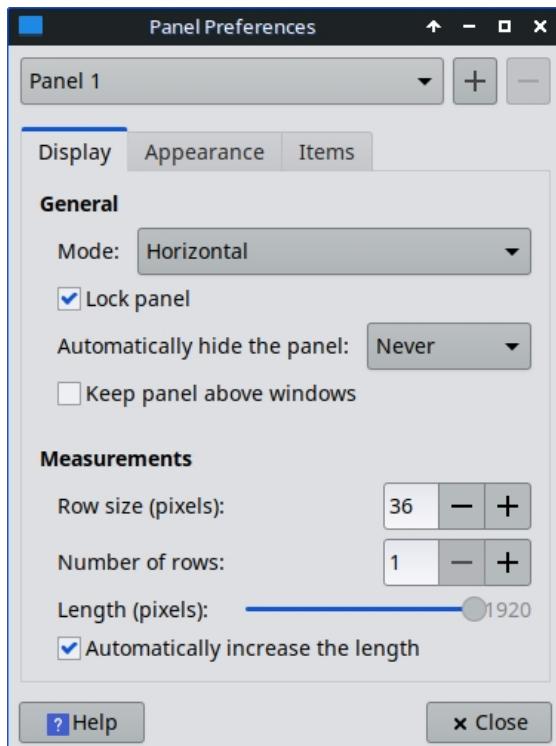 Panel Preferences
Panel 1
Display Appearance Items
General
Mode: Horizontal
Lock panel
Automatically hide the panel: Never
Keep panel above windows
Measurements
Row size (pixels): 36
Number of rows: 1
Length (pixels): 1920
Automatically increase the length
? Help × Close